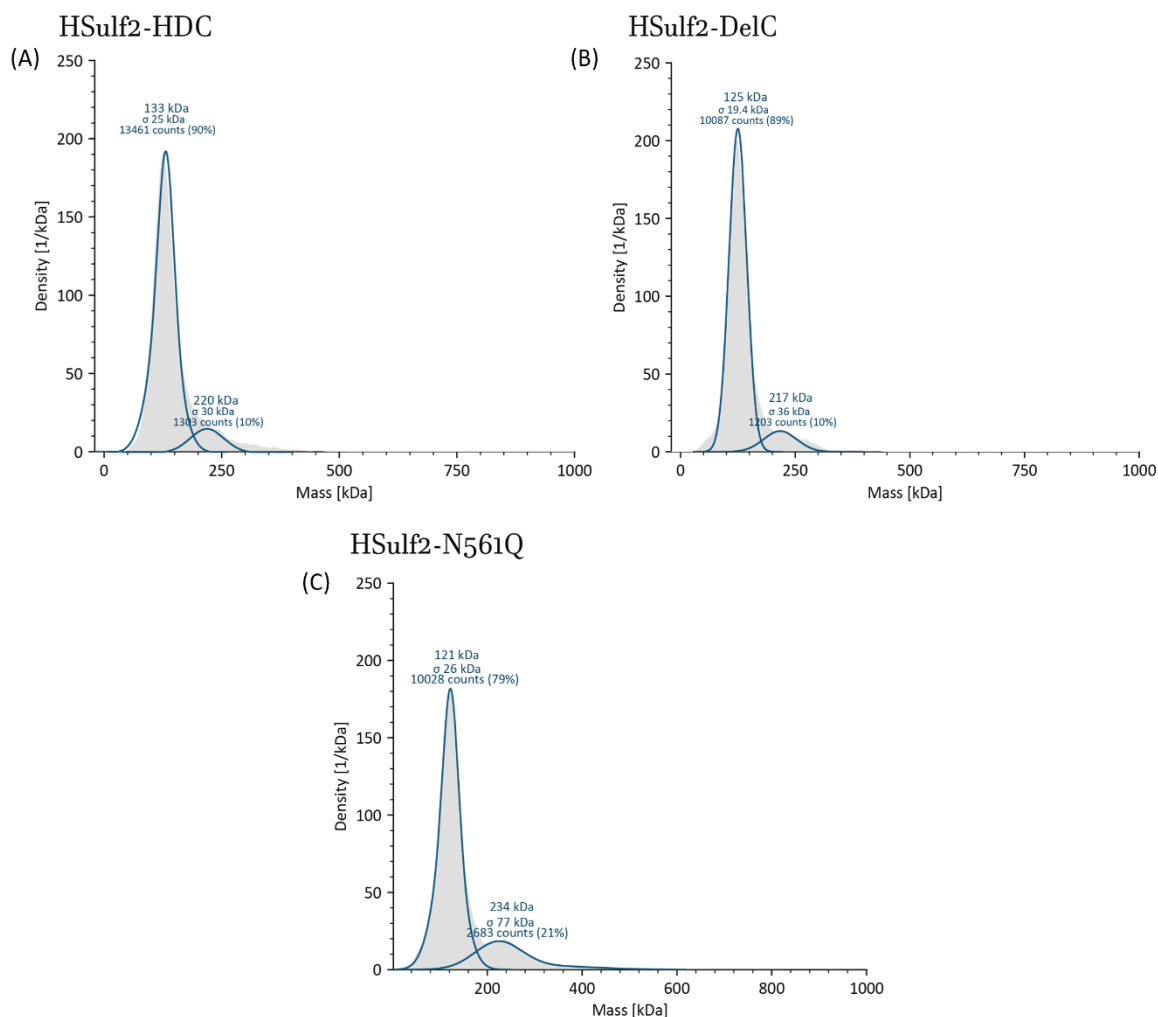 HSulf2-HDC
(A)
133 kDa
σ 25 kDa
13461 counts (90%)
220 kDa
σ 30 kDa
1303 counts (10%)
250
200
150
100
50
0
Density [1/kDa]
0 250 500 750 1000
Mass [kDa]
HSulf2-DelC
(B)
125 kDa
σ 19.4 kDa
10087 counts (89%)
217 kDa
σ 36 kDa
1203 counts (10%)
250
200
150
100
50
0
Density [1/kDa]
0 250 500 750 1000
Mass [kDa]
HSulf2-N561Q
(C)
121 kDa
σ 26 kDa
10028 counts (79%)
234 kDa
σ 77 kDa
2683 counts (21%)
250
200
150
100
50
0
Density [1/kDa]
200 400 600 800 1000
Mass [kDa]